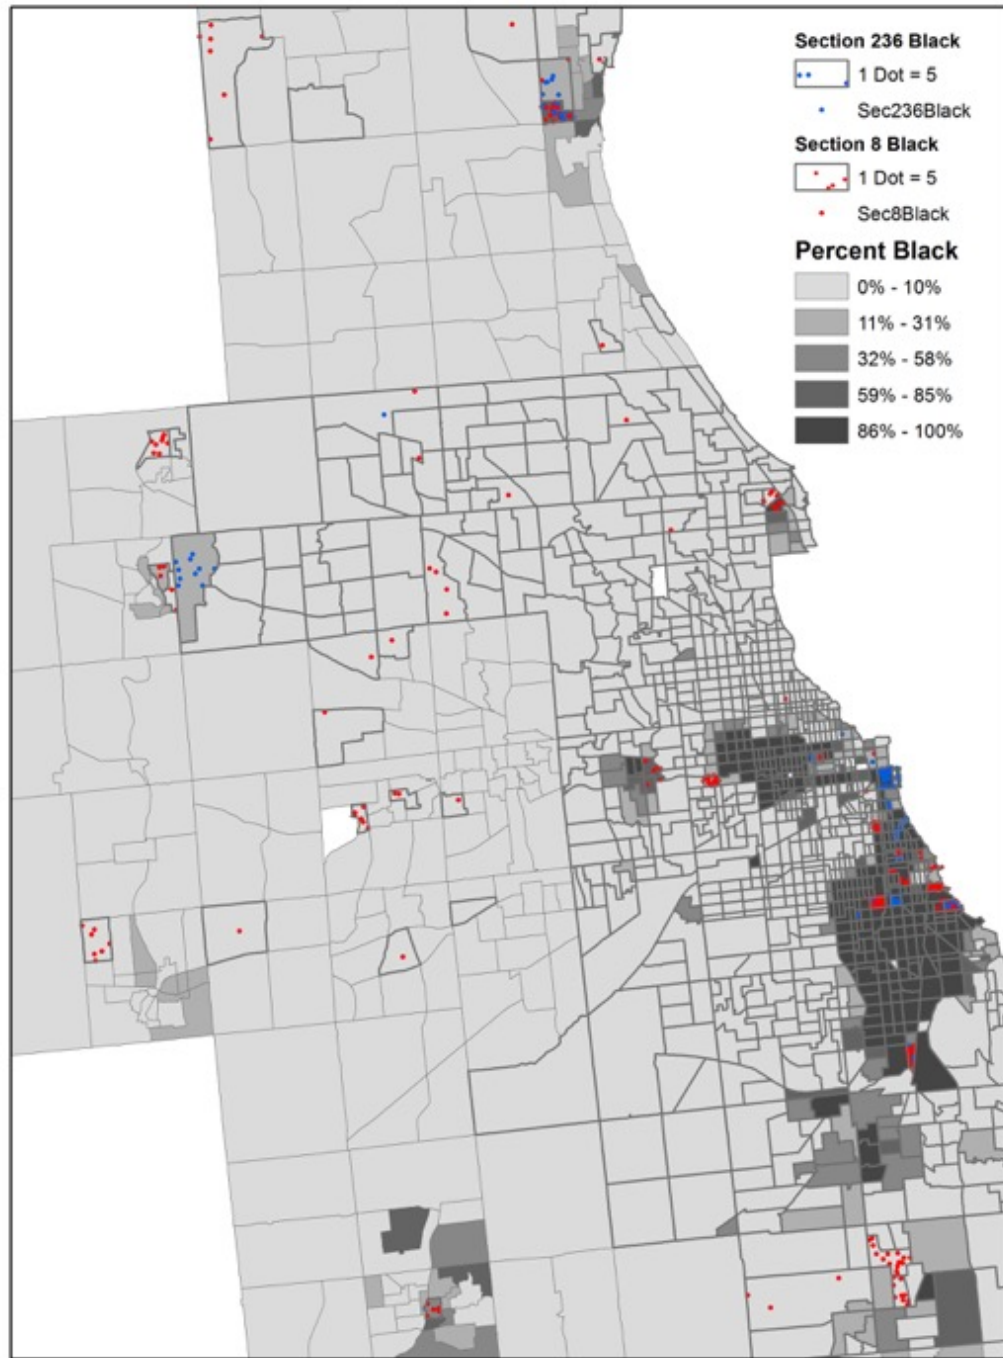 Section 236 Black
1 Dot = 5
Sec236Black
Section 8 Black
1 Dot = 5
Sec8Black
Percent Black
0% - 10%
11% - 31%
32% - 58%
59% - 85%
86% - 100%